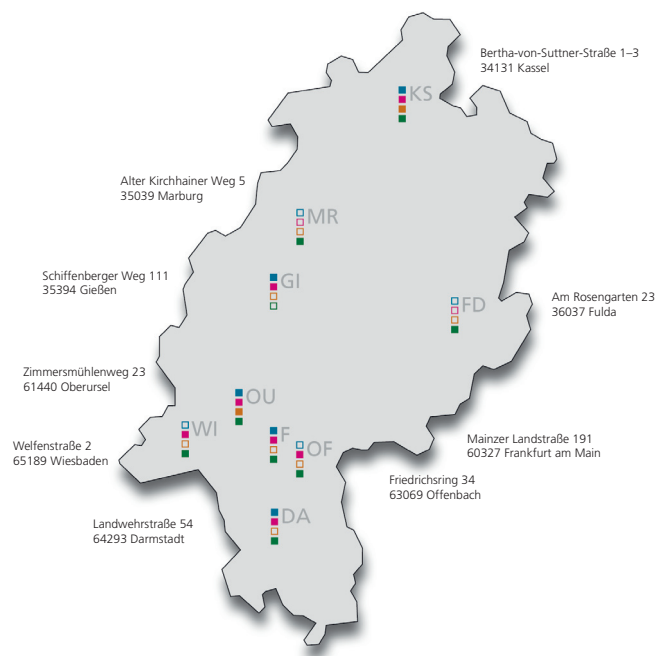 Bertha-von-Suttner-Straße 1–3
34131 Kassel
KS
Alter Kirchhainer Weg 5
35039 Marburg
MR
Schiffenberger Weg 111
35394 Gießen
GI
Am Rosengarten 23
36037 Fulda
FD
Zimmersmühlenweg 23
61440 Oberursel
OU
WI
F
OF
Welfenstraße 2
65189 Wiesbaden
Mainzer Landstraße 191
60327 Frankfurt am Main
Friedrichsring 34
63069 Offenbach
Landwehrstraße 54
64293 Darmstadt
DA